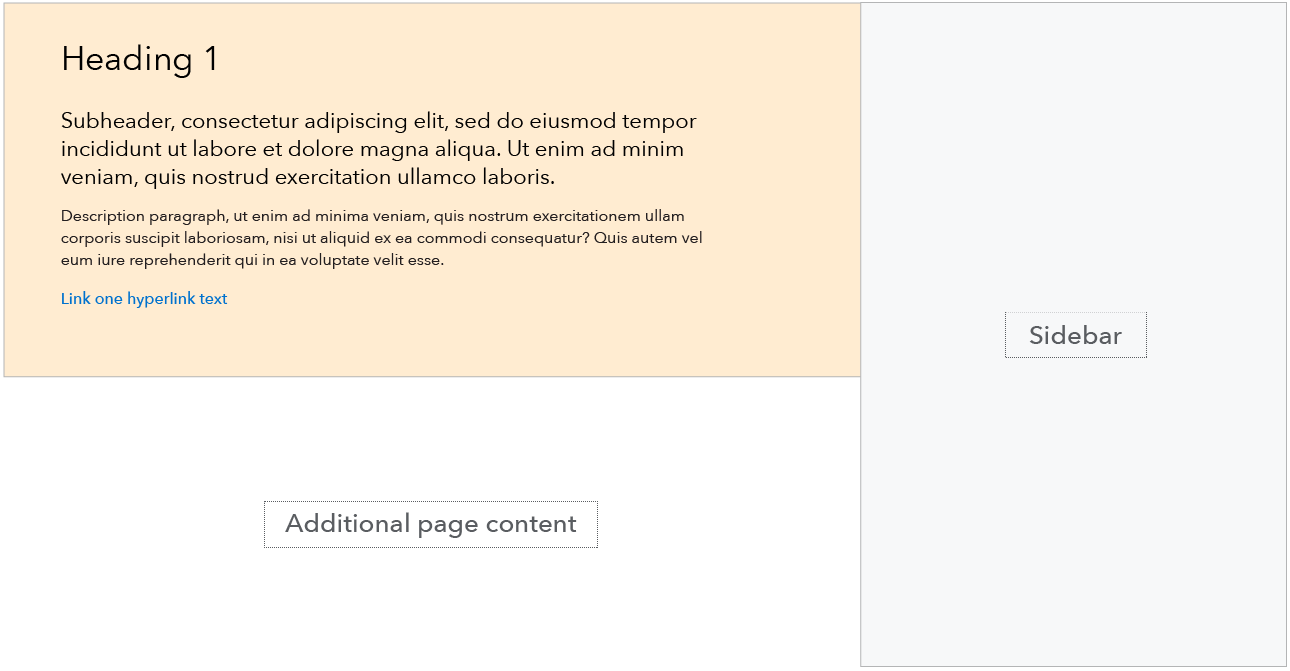 Heading 1
Subheader, consectetur adipiscing elit, sed do eiusmod tempor
incididunt ut labore et dolore magna aliqua. Ut enim ad minim
veniam, quis nostrud exercitation ullamco laboris.
Description paragraph, ut enim ad minima veniam, quis nostrum exercitationem ullam
corporis suscipit laboriosam, nisi ut aliquid ex ea commodi consequatur? Quis autem vel
eum iure reprehenderit qui in ea voluptate velit esse.
Link one hyperlink text
Additional page content
Sidebar